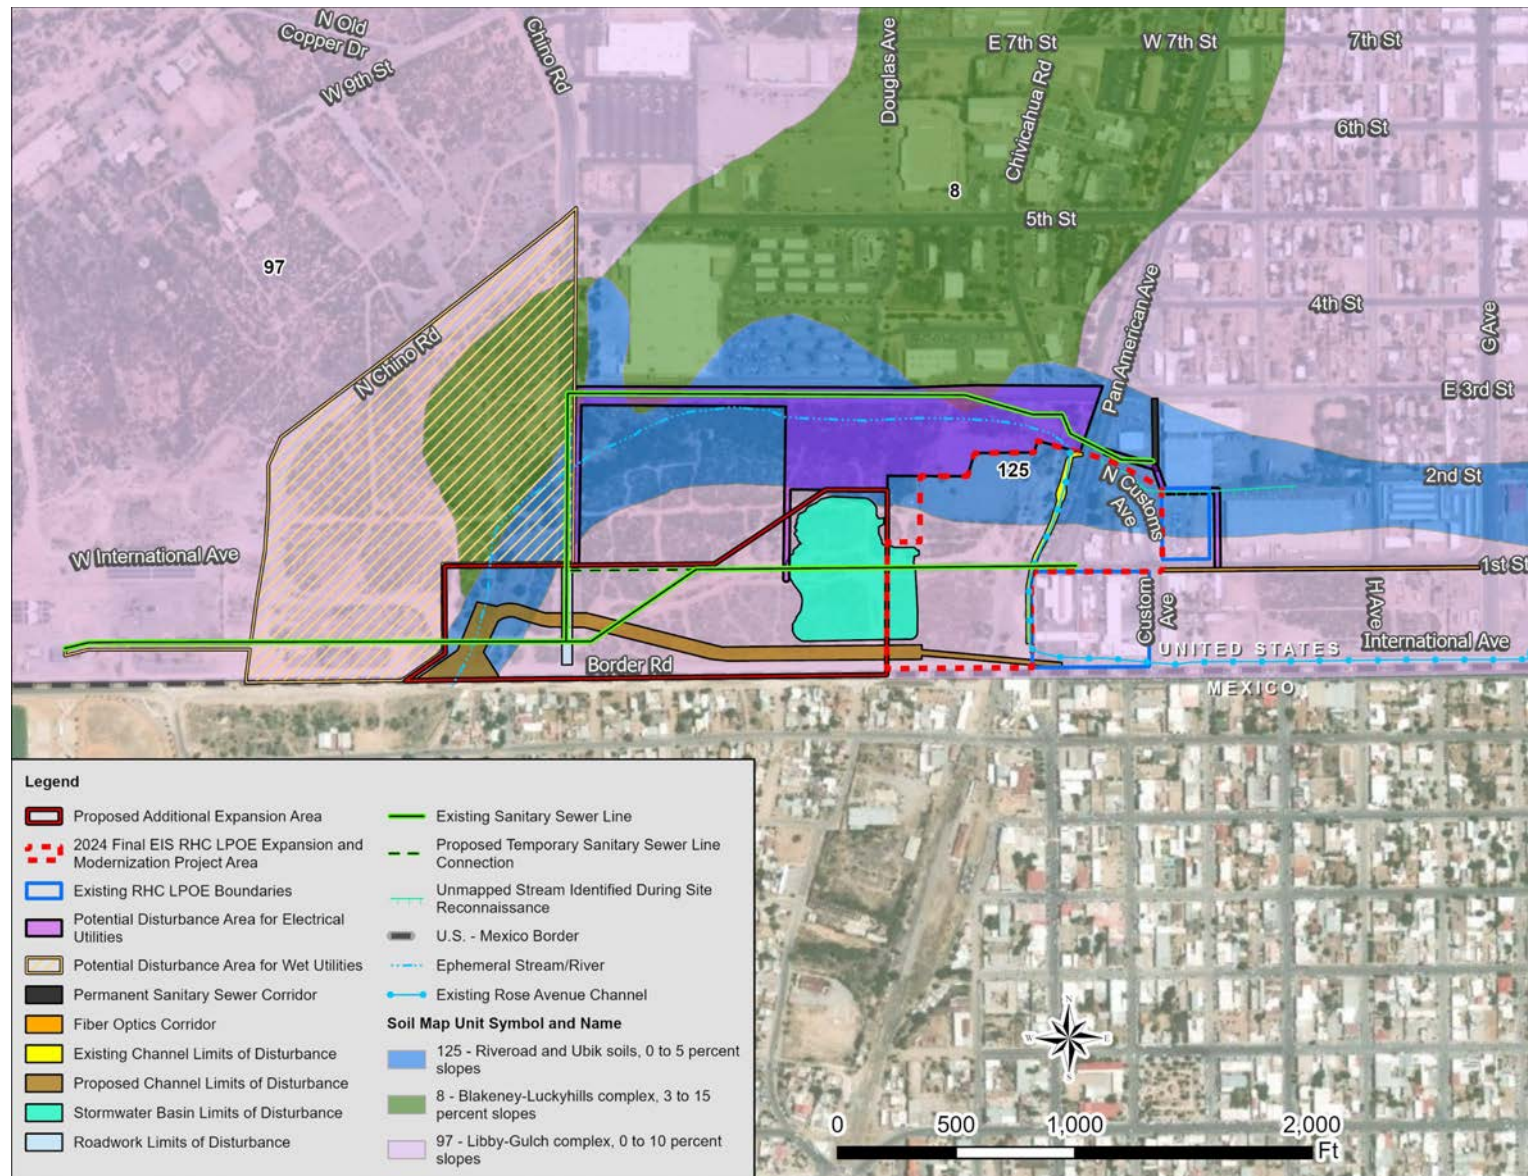 N Old
Copper Dr
W 9th St
Chino Rd
Douglas Ave
E 7th St
W 7th St
7th St
Chivicahua Rd
6th St
8
5th St
97
Pan American Ave
4th St
G Ave
N Chino Rd
E 3rd St
125
2nd St
N Customs
Ave
W International Ave
1st St
Custom
Ave
H Ave
International Ave
Border Rd
UNITED STATES
MEXICO
Legend
Proposed Additional Expansion Area
2024 Final EIS RHC LPOE Expansion and
Modernization Project Area
Existing RHC LPOE Boundaries
Potential Disturbance Area for Electrical
Utilities
Potential Disturbance Area for Wet Utilities
Permanent Sanitary Sewer Corridor
Fiber Optics Corridor
Existing Channel Limits of Disturbance
Proposed Channel Limits of Disturbance
Stormwater Basin Limits of Disturbance
Roadwork Limits of Disturbance
Existing Sanitary Sewer Line
Proposed Temporary Sanitary Sewer Line
Connection
Unmapped Stream Identified During Site
Reconnaissance
U.S. - Mexico Border
Ephemeral Stream/River
Existing Rose Avenue Channel
Soil Map Unit Symbol and Name
125 - Riveroad and Ubik soils, 0 to 5 percent
slopes
8 - Blakeney-Luckyhills complex, 3 to 15
percent slopes
97 - Libby-Gulch complex, 0 to 10 percent
slopes
N
W E
S
0 500 1,000 2,000
Ft